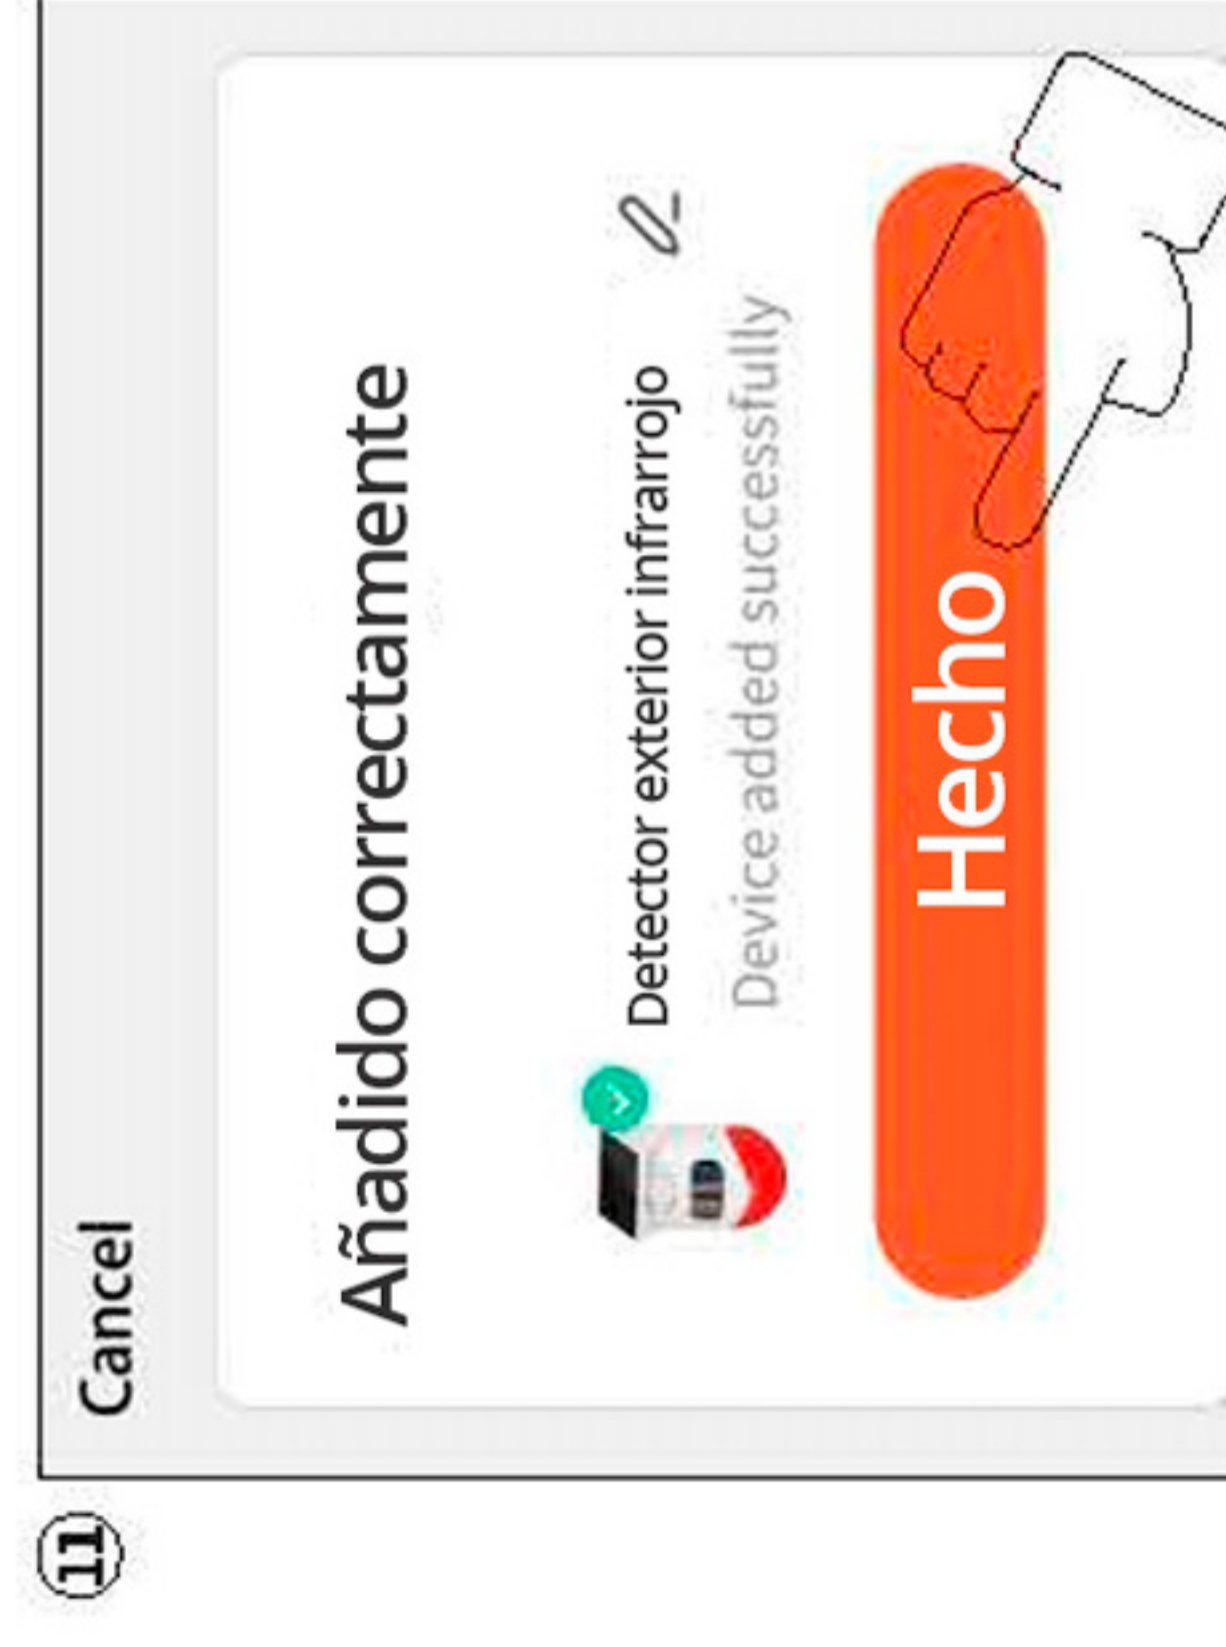 11
Cancel
Añadido correctamente
Detector exterior infrarrojo
Device added successfully
Hecho